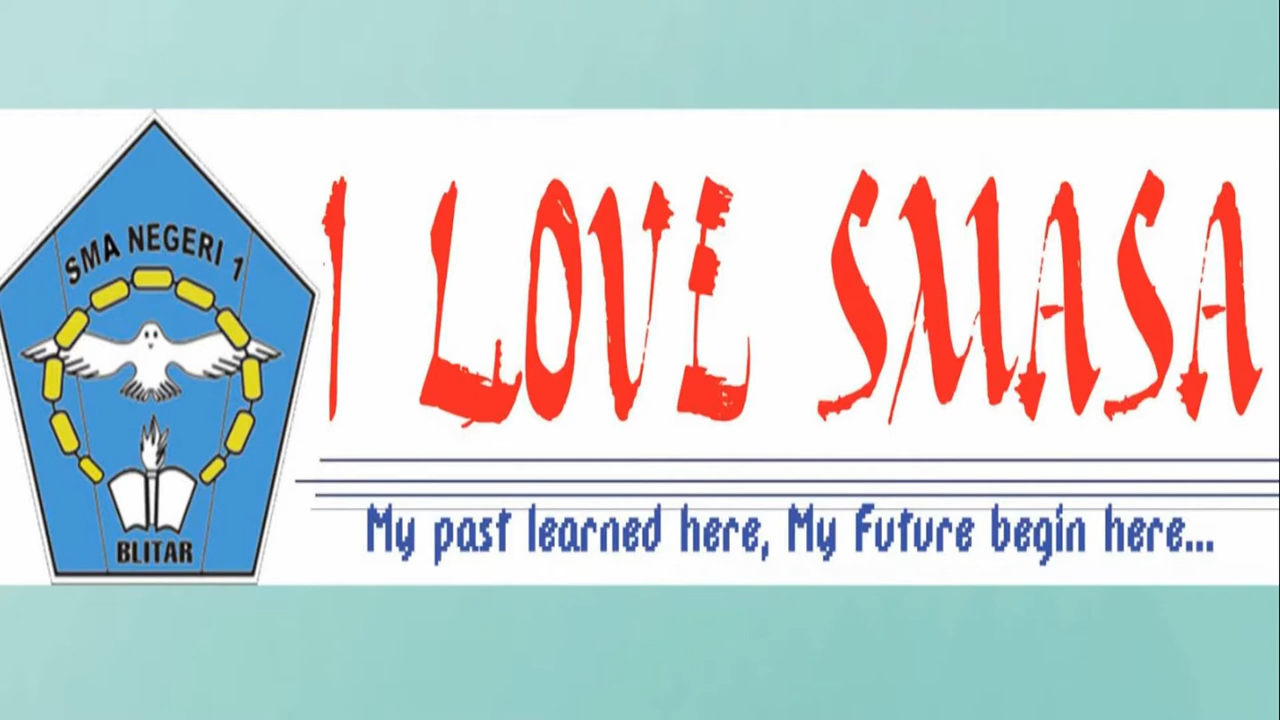 SMA NEGERI 1
BLITAR
I LOVE SMASA
My past learned here, My Future begin here...